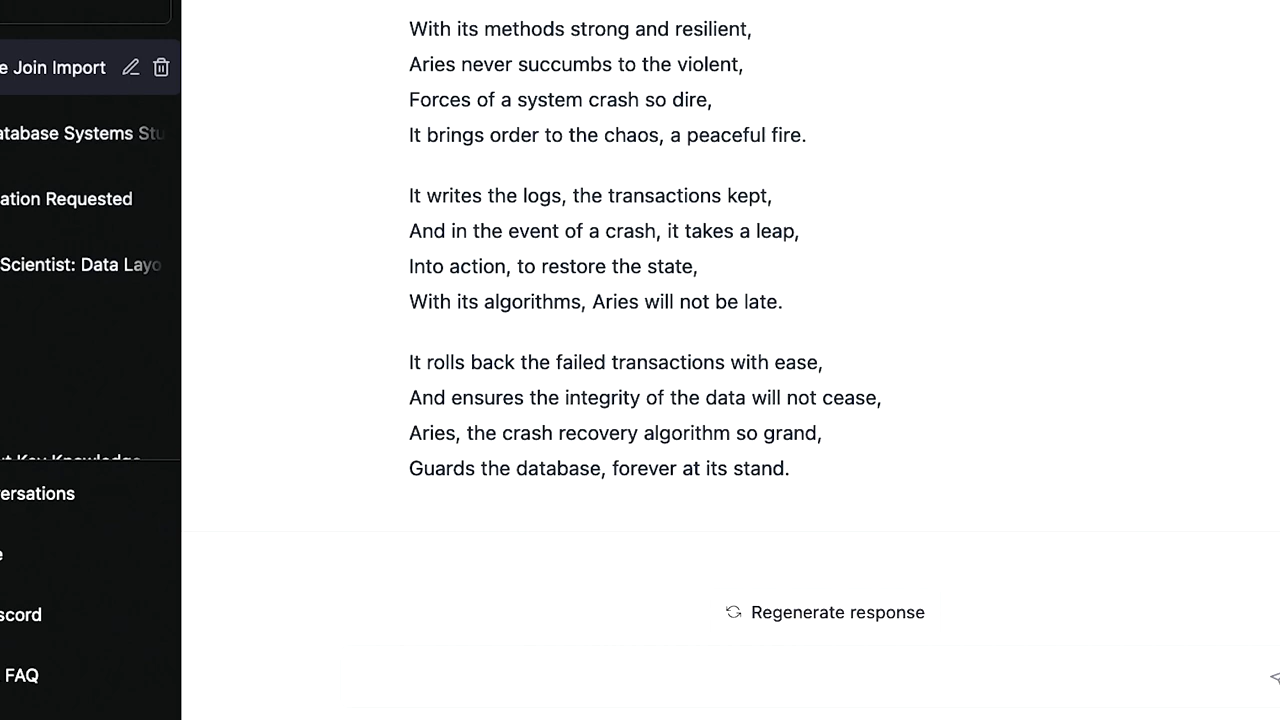 e Join Import
atabase Systems Stu
ation Requested
Scientist: Data Layo
ersations
e
scord
FAQ
With its methods strong and resilient,
Aries never succumbs to the violent,
Forces of a system crash so dire,
It brings order to the chaos, a peaceful fire.
It writes the logs, the transactions kept,
And in the event of a crash, it takes a leap,
Into action, to restore the state,
With its algorithms, Aries will not be late.
It rolls back the failed transactions with ease,
And ensures the integrity of the data will not cease,
Aries, the crash recovery algorithm so grand,
Guards the database, forever at its stand.
Regenerate response